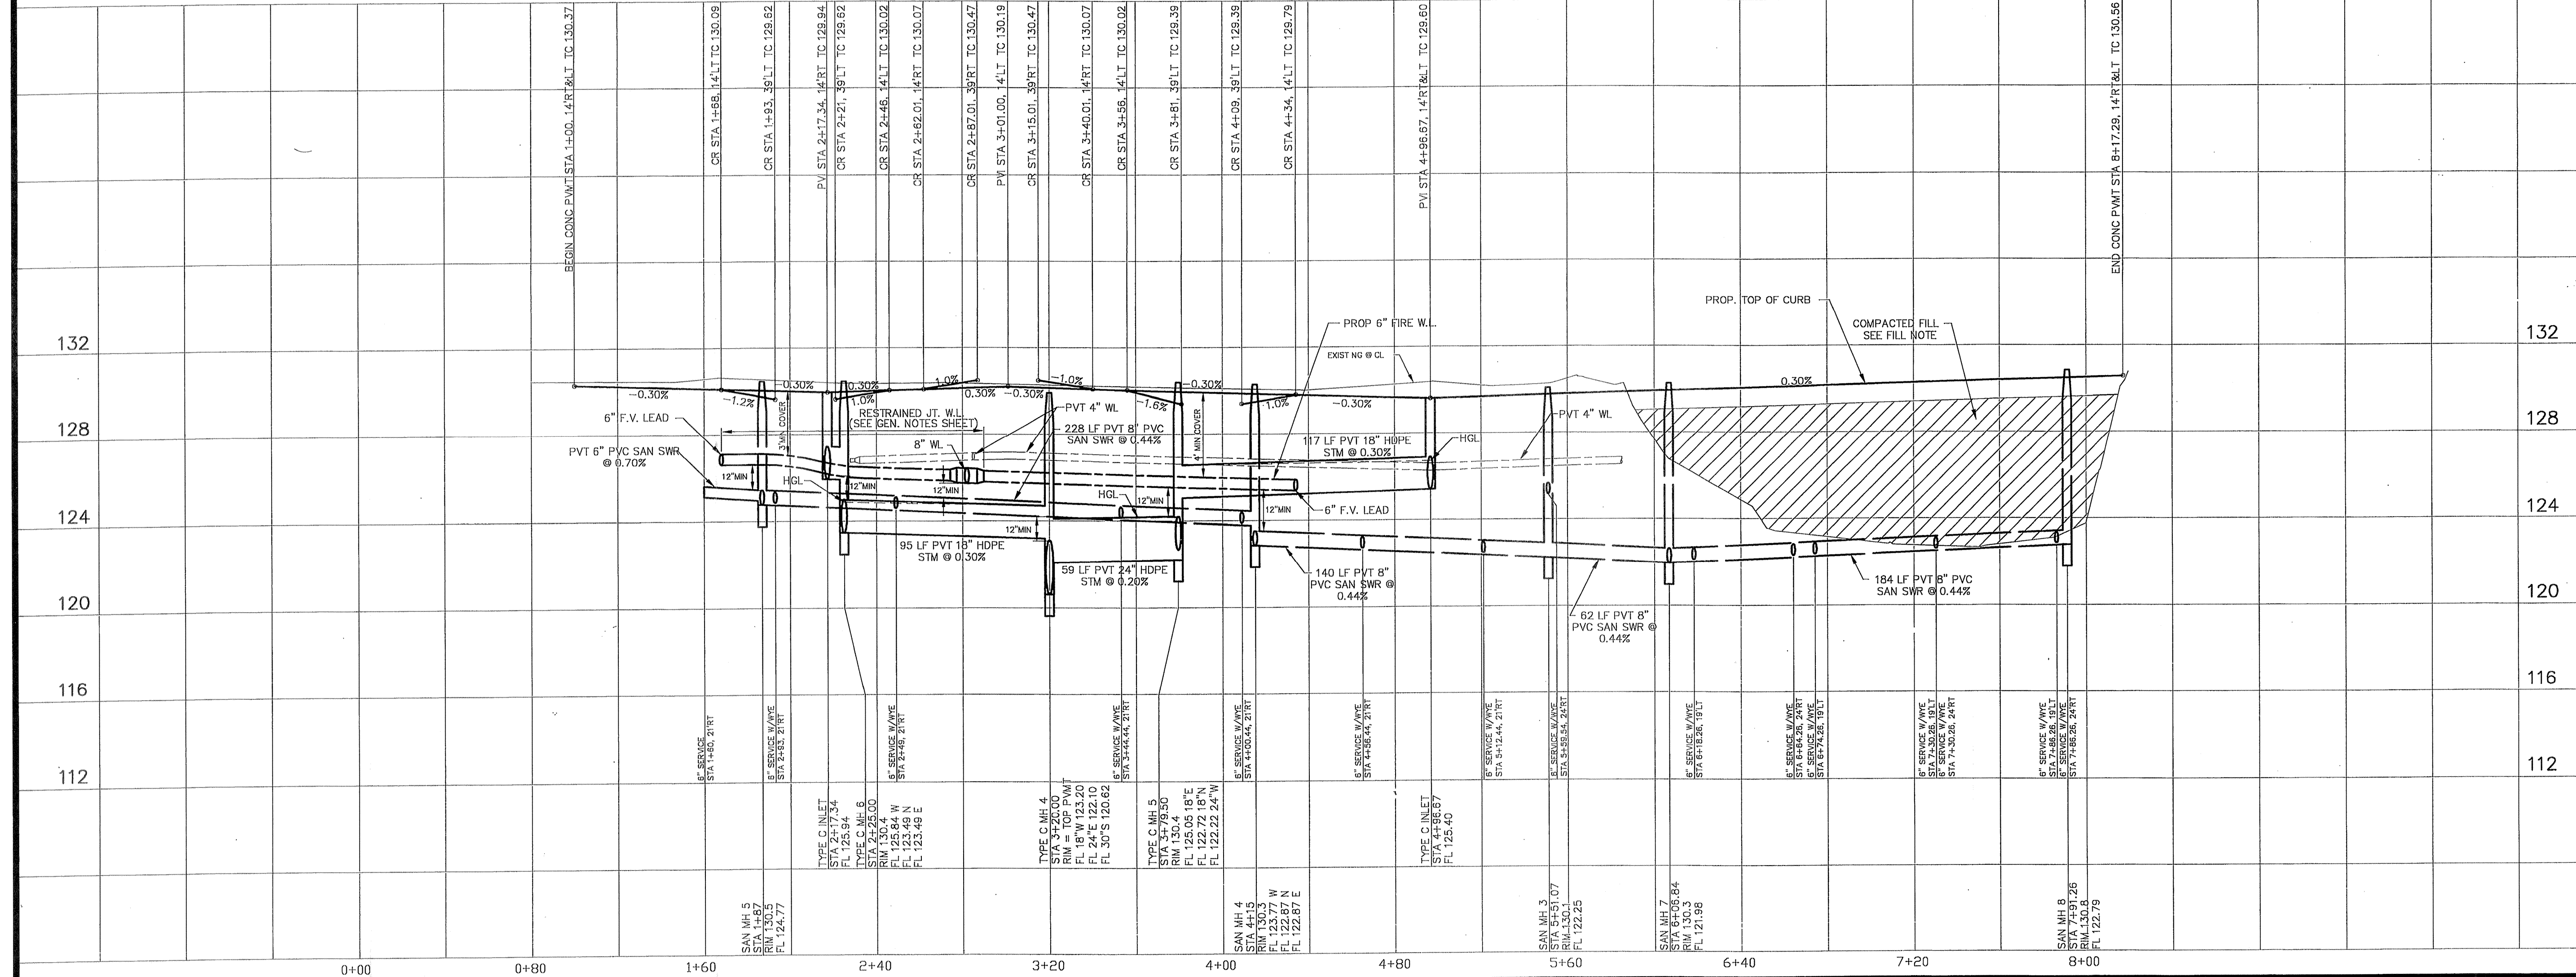 BEGIN CONC PVMT STA 1+00, 14'RT&LT TC 130.37
CR STA 1+68, 14'LT TC 130.09
CR STA 1+93, 39'LT TC 129.62
PVI STA 2+17.34, 14'RT TC 129.94
CR STA 2+21, 39'LT TC 129.62
CR STA 2+46, 14'LT TC 130.02
CR STA 2+62.01, 14'RT TC 130.07
CR STA 2+87.01, 39'RT TC 130.47
PVI STA 3+01.00, 14'LT TC 130.19
CR STA 3+15.01, 39'RT TC 130.47
CR STA 3+40.01, 14'RT TC 130.07
CR STA 3+56, 14'LT TC 130.02
CR STA 3+81, 39'LT TC 129.39
CR STA 4+09, 39'LT TC 129.39
CR STA 4+34, 14'LT TC 129.79
PVI STA 4+96.67, 14'RT&LT TC 129.60
END CONC PVMT STA 8+17.29, 14'RT&LT TC 130.56
PROP. TOP OF CURB
COMPACTED FILL
SEE FILL NOTE
PROP 6" FIRE W.L.
EXIST NG @ CL
132
132
-0.30%
-1.2%
-0.30%
0.30%
1.0%
1.0%
0.30%
-0.30%
-1.0%
-1.6%
-0.30%
1.0%
-0.30%
0.30%
6" F.V. LEAD
3' MIN COVER
RESTRAINED JT. W.L.
(SEE GEN. NOTES SHEET)
PVT 4" WL
228 LF PVT 8" PVC
SAN SWR @ 0.44%
4' MIN COVER
117 LF PVT 18" HDPE
STM @ 0.30%
HGL
PVT 4" WL
128
128
PVT 6" PVC SAN SWR
@ 0.70%
8" WL
12"MIN
HGL
12"MIN
12"MIN
12"MIN
HGL
12"MIN
12"MIN
6" F.V. LEAD
124
124
95 LF PVT 18" HDPE
STM @ 0.30%
59 LF PVT 24" HDPE
STM @ 0.20%
140 LF PVT 8"
PVC SAN SWR @
0.44%
62 LF PVT 8"
PVC SAN SWR @
0.44%
184 LF PVT 8" PVC
SAN SWR @ 0.44%
120
120
116
116
6" SERVICE
STA 1+60, 21'RT
6" SERVICE W/WYE
STA 2+93, 21'RT
6" SERVICE W/WYE
STA 2+49, 21'RT
6" SERVICE W/WYE
STA 3+44.44, 21'RT
6" SERVICE W/WYE
STA 4+00.44, 21'RT
6" SERVICE W/WYE
STA 4+56.44, 21'RT
6" SERVICE W/WYE
STA 5+12.44, 21'RT
6" SERVICE W/WYE
STA 5+59.54, 24'RT
6" SERVICE W/WYE
STA 6+18.26, 19'LT
6" SERVICE W/WYE
STA 6+64.26, 24'RT
6" SERVICE W/WYE
STA 6+74.26, 19'LT
6" SERVICE W/WYE
STA 7+30.26, 19'LT
6" SERVICE W/WYE
STA 7+30.26, 24'RT
6" SERVICE W/WYE
STA 7+86.26, 19'LT
6" SERVICE W/WYE
STA 7+86.26, 24'RT
112
112
TYPE C INLET
STA 2+17.34
FL 125.94
TYPE C MH 6
STA 2+25.00
RIM 130.4
FL 125.84 W
FL 123.49 N
FL 123.49 E
TYPE C MH 4
STA 3+20.00
RIM = TOP PVMT
FL 18"W 123.20
FL 24"E 122.10
FL 30"S 120.62
TYPE C MH 5
STA 3+79.50
RIM 130.4
FL 125.05 18"E
FL 122.72 18"N
FL 122.22 24"W
TYPE C INLET
STA 4+96.67
FL 125.40
SAN MH 5
STA 1+87
RIM 130.5
FL 124.77
SAN MH 4
STA 4+15
RIM 130.3
FL 123.77 W
FL 122.87 N
FL 122.87 E
SAN MH 3
STA 5+51.07
RIM 130.1
FL 122.25
SAN MH 7
STA 6+06.84
RIM 130.3
FL 121.98
SAN MH 8
STA 7+91.26
RIM 130.8
FL 122.79
0+00
0+80
1+60
2+40
3+20
4+00
4+80
5+60
6+40
7+20
8+00